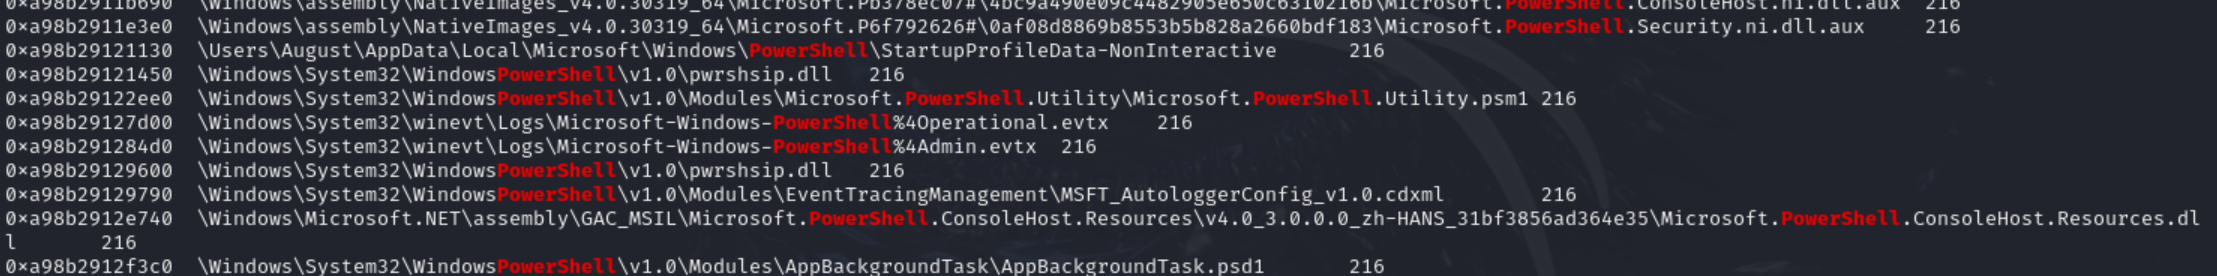 0×a98b2911b690  \Windows\assembly\NativeImages_v4.0.30319_64\Microsoft.Pb378ec07#\4bc9a490e09c4482905e650c6310216b\Microsoft.PowerShell.ConsoleHost.ni.dll.aux  216
0×a98b2911e3e0  \Windows\assembly\NativeImages_v4.0.30319_64\Microsoft.P6f792626#\0af08d8869b8553b5b828a2660bdf183\Microsoft.PowerShell.Security.ni.dll.aux     216
0×a98b29121130  \Users\August\AppData\Local\Microsoft\Windows\PowerShell\StartupProfileData-NonInteractive      216
0×a98b29121450  \Windows\System32\WindowsPowerShell\v1.0\pwrshsip.dll   216
0×a98b29122ee0  \Windows\System32\WindowsPowerShell\v1.0\Modules\Microsoft.PowerShell.Utility\Microsoft.PowerShell.Utility.psm1 216
0×a98b29127d00  \Windows\System32\winevt\Logs\Microsoft-Windows-PowerShell%4Operational.evtx    216
0×a98b291284d0  \Windows\System32\winevt\Logs\Microsoft-Windows-PowerShell%4Admin.evtx  216
0×a98b29129600  \Windows\System32\WindowsPowerShell\v1.0\pwrshsip.dll   216
0×a98b29129790  \Windows\System32\WindowsPowerShell\v1.0\Modules\EventTracingManagement\MSFT_AutologgerConfig_v1.0.cdxml        216
0×a98b2912e740  \Windows\Microsoft.NET\assembly\GAC_MSIL\Microsoft.PowerShell.ConsoleHost.Resources\v4.0_3.0.0.0_zh-HANS_31bf3856ad364e35\Microsoft.PowerShell.ConsoleHost.Resources.dl
l       216
0×a98b2912f3c0  \Windows\System32\WindowsPowerShell\v1.0\Modules\AppBackgroundTask\AppBackgroundTask.psd1       216